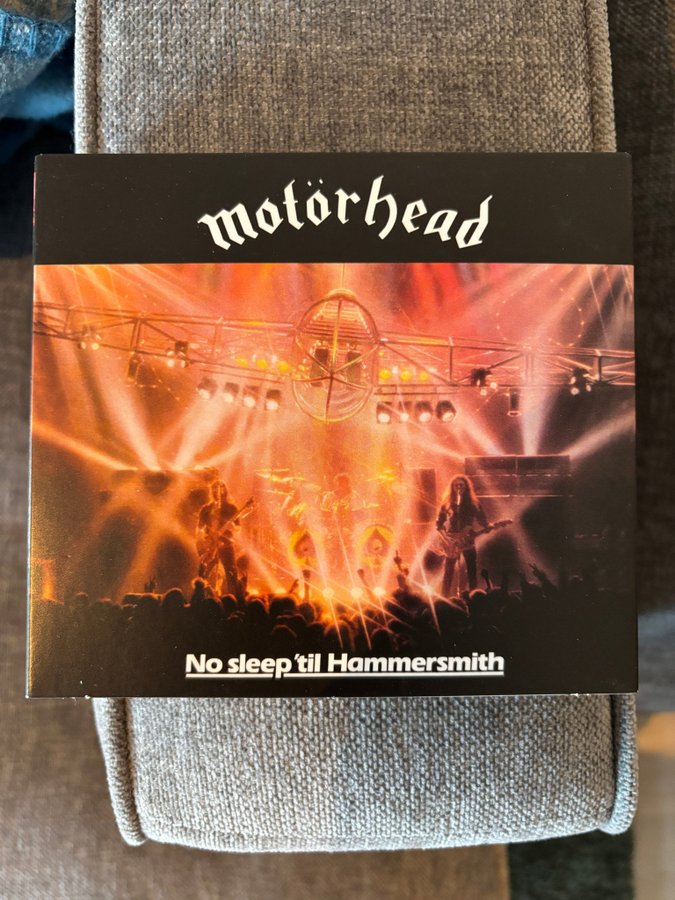 motörhead
No sleep 'til Hammersmith